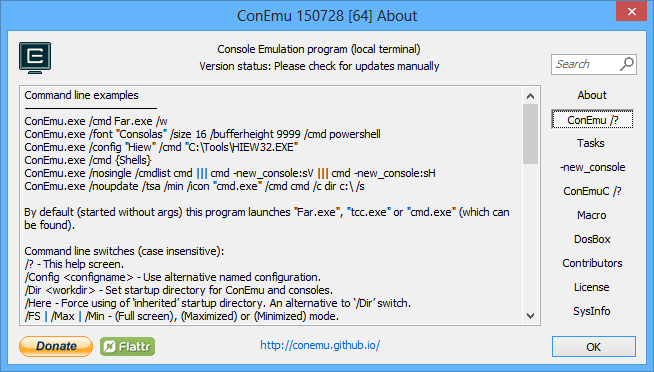 ConEmu 150728 [64] About
Console Emulation program (local terminal)
Version status: Please check for updates manually
Search
Command line examples
------------------------------
ConEmu.exe /cmd Far.exe /w
ConEmu.exe /font "Consolas" /size 16 /bufferheight 9999 /cmd powershell
ConEmu.exe /config "Hiew" /cmd "C:\Tools\HIEW32.EXE"
ConEmu.exe /cmd {Shells}
ConEmu.exe /nosingle /cmdlist cmd ||| cmd -new_console:sV ||| cmd -new_console:sH
ConEmu.exe /noupdate /tsa /min /icon "cmd.exe" /cmd cmd /c dir c:\ /s
By default (started without args) this program launches "Far.exe", "tcc.exe" or "cmd.exe" (which can
be found).
Command line switches (case insensitive):
/? - This help screen.
/Config <configname> - Use alternative named configuration.
/Dir <workdir> - Set startup directory for ConEmu and consoles.
/Here - Force using of 'inherited' startup directory. An alternative to '/Dir' switch.
/FS | /Max | /Min - (Full screen), (Maximized) or (Minimized) mode.
About
ConEmu /?
Tasks
-new_console
ConEmuC /?
Macro
DosBox
Contributors
License
SysInfo
Donate
Flattr
http://conemu.github.io/
OK